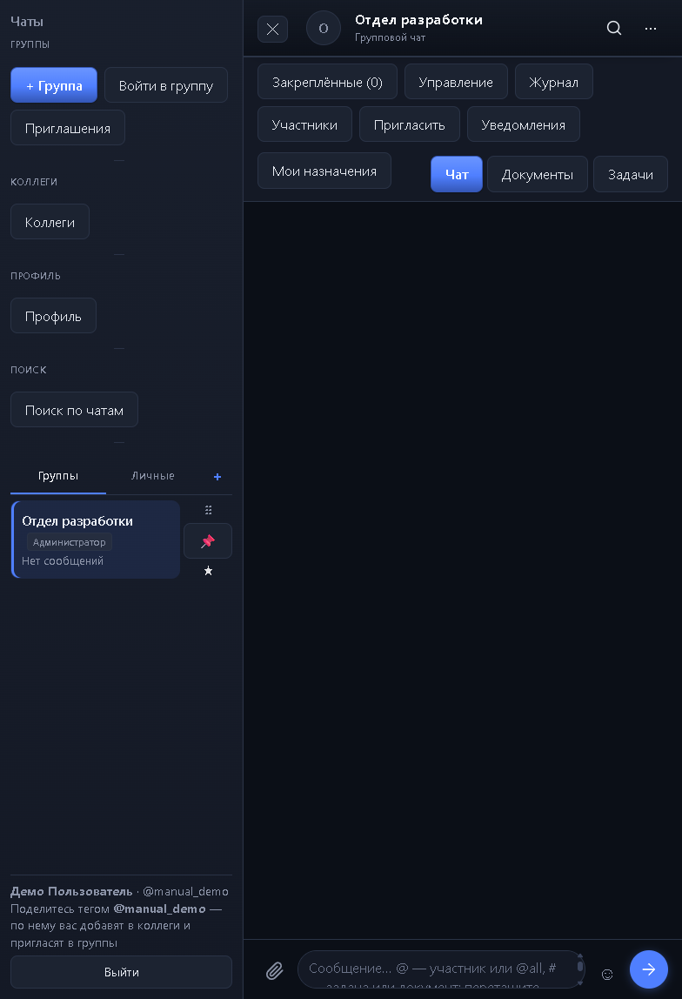 Чаты
ГРУППЫ
+ Группа
Войти в группу
Приглашения
КОЛЛЕГИ
Коллеги
ПРОФИЛЬ
Профиль
ПОИСК
Поиск по чатам
Группы
Личные
+
Отдел разработки
Администратор
Нет сообщений
Демо Пользователь · @manual_demo
Поделитесь тегом @manual_demo —
по нему вас добавят в коллеги и
пригласят в группы
Выйти
О
Отдел разработки
Групповой чат
Закреплённые (0)
Управление
Журнал
Участники
Пригласить
Уведомления
Мои назначения
Чат
Документы
Задачи
Сообщение... @ — участник или @all, #
— задача или документ; перетащите